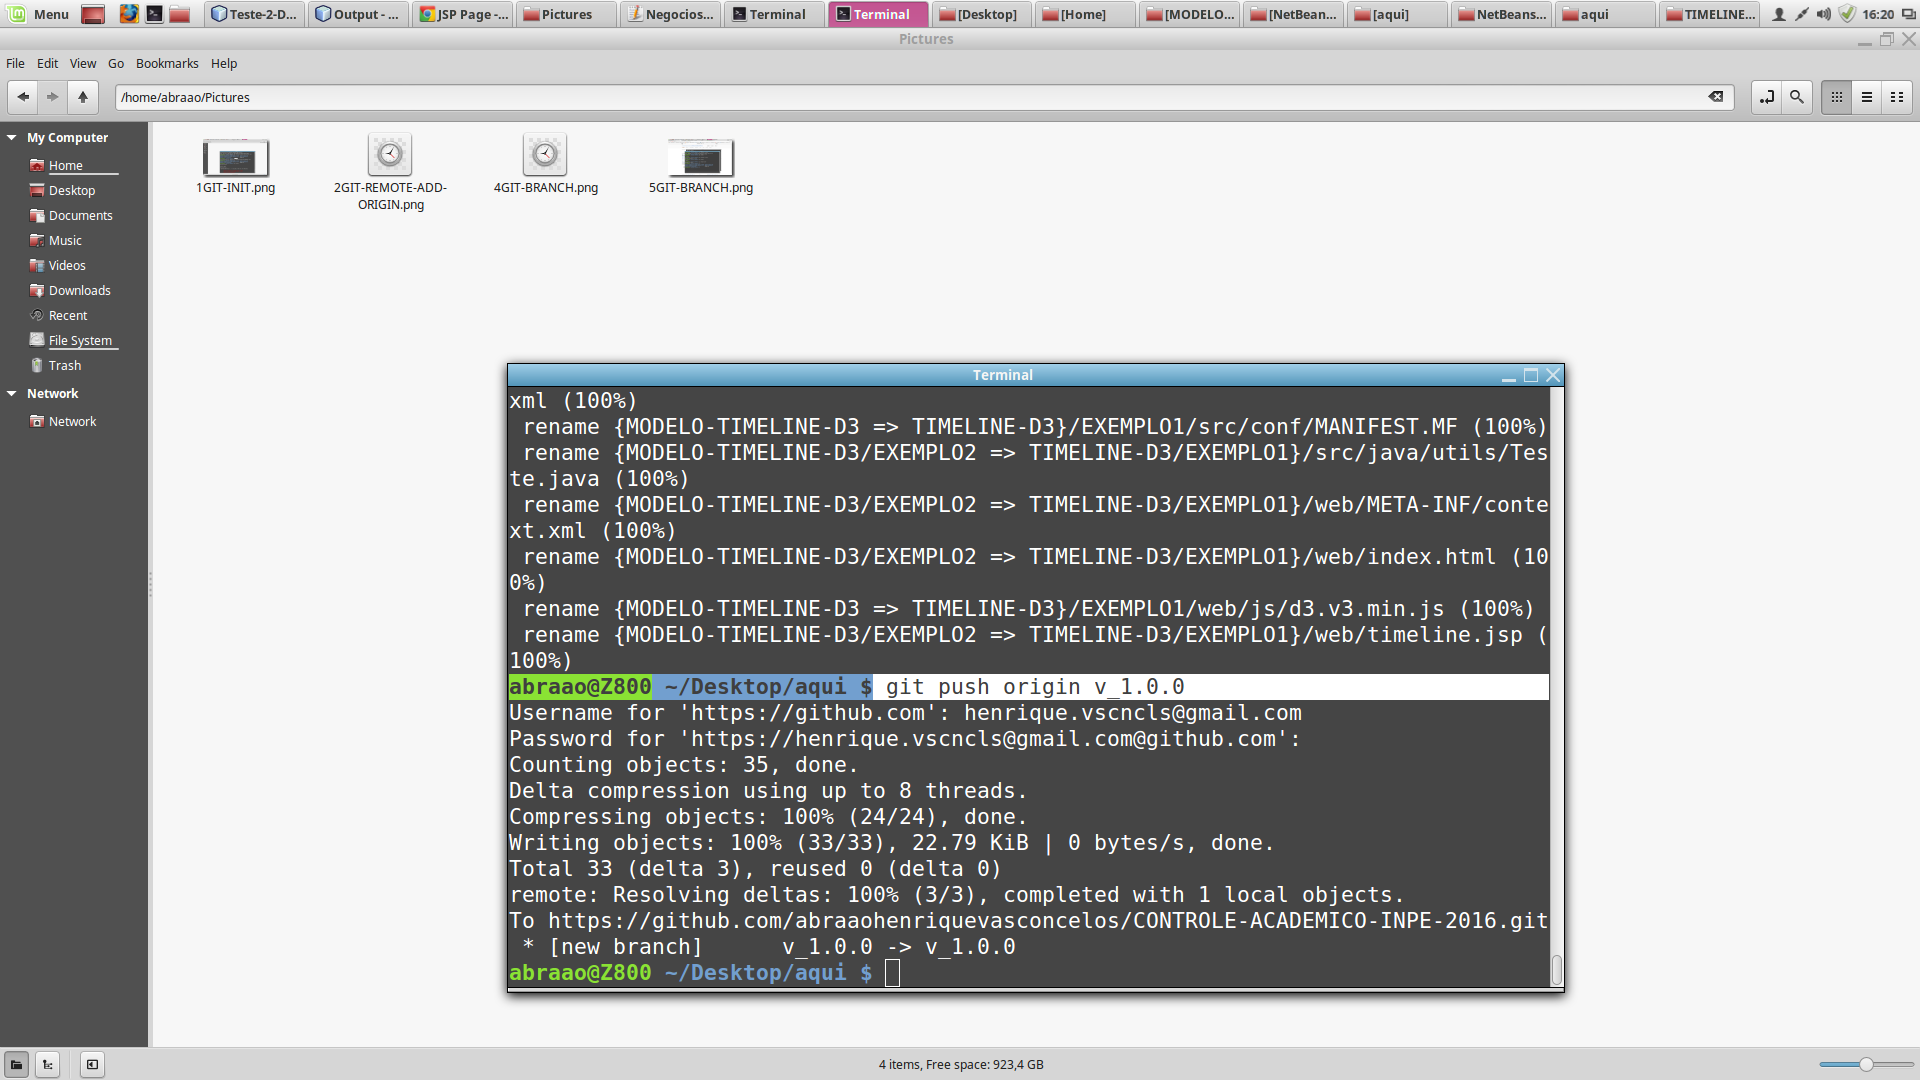 Menu
Teste-2-D...
Output - ...
JSP Page -...
Pictures
Negocios...
Terminal
Terminal
[Desktop]
[Home]
[MODELO...
[NetBean...
[aqui]
NetBeans...
aqui
TIMELINE...
16:20
Pictures
File Edit View Go Bookmarks Help
/home/abraao/Pictures
My Computer
Home
Desktop
Documents
Music
Videos
Downloads
Recent
File System
Trash
Network
Network
1GIT-INIT.png
2GIT-REMOTE-ADD-
ORIGIN.png
4GIT-BRANCH.png
5GIT-BRANCH.png
Terminal
xml (100%)
rename {MODELO-TIMELINE-D3 => TIMELINE-D3}/EXEMPLO1/src/conf/MANIFEST.MF (100%)
rename {MODELO-TIMELINE-D3/EXEMPLO2 => TIMELINE-D3/EXEMPLO1}/src/java/utils/Tes
te.java (100%)
rename {MODELO-TIMELINE-D3/EXEMPLO2 => TIMELINE-D3/EXEMPLO1}/web/META-INF/conte
xt.xml (100%)
rename {MODELO-TIMELINE-D3/EXEMPLO2 => TIMELINE-D3/EXEMPLO1}/web/index.html (10
0%)
rename {MODELO-TIMELINE-D3 => TIMELINE-D3}/EXEMPLO1/web/js/d3.v3.min.js (100%)
rename {MODELO-TIMELINE-D3/EXEMPLO2 => TIMELINE-D3/EXEMPLO1}/web/timeline.jsp (
100%)
abraao@Z800 ~/Desktop/aqui $ git push origin v_1.0.0
Username for 'https://github.com': henrique.vscncls@gmail.com
Password for 'https://henrique.vscncls@gmail.com@github.com':
Counting objects: 35, done.
Delta compression using up to 8 threads.
Compressing objects: 100% (24/24), done.
Writing objects: 100% (33/33), 22.79 KiB | 0 bytes/s, done.
Total 33 (delta 3), reused 0 (delta 0)
remote: Resolving deltas: 100% (3/3), completed with 1 local objects.
To https://github.com/abraaohenriquevasconcelos/CONTROLE-ACADEMICO-INPE-2016.git
* [new branch] v_1.0.0 -> v_1.0.0
abraao@Z800 ~/Desktop/aqui $
4 items, Free space: 923,4 GB